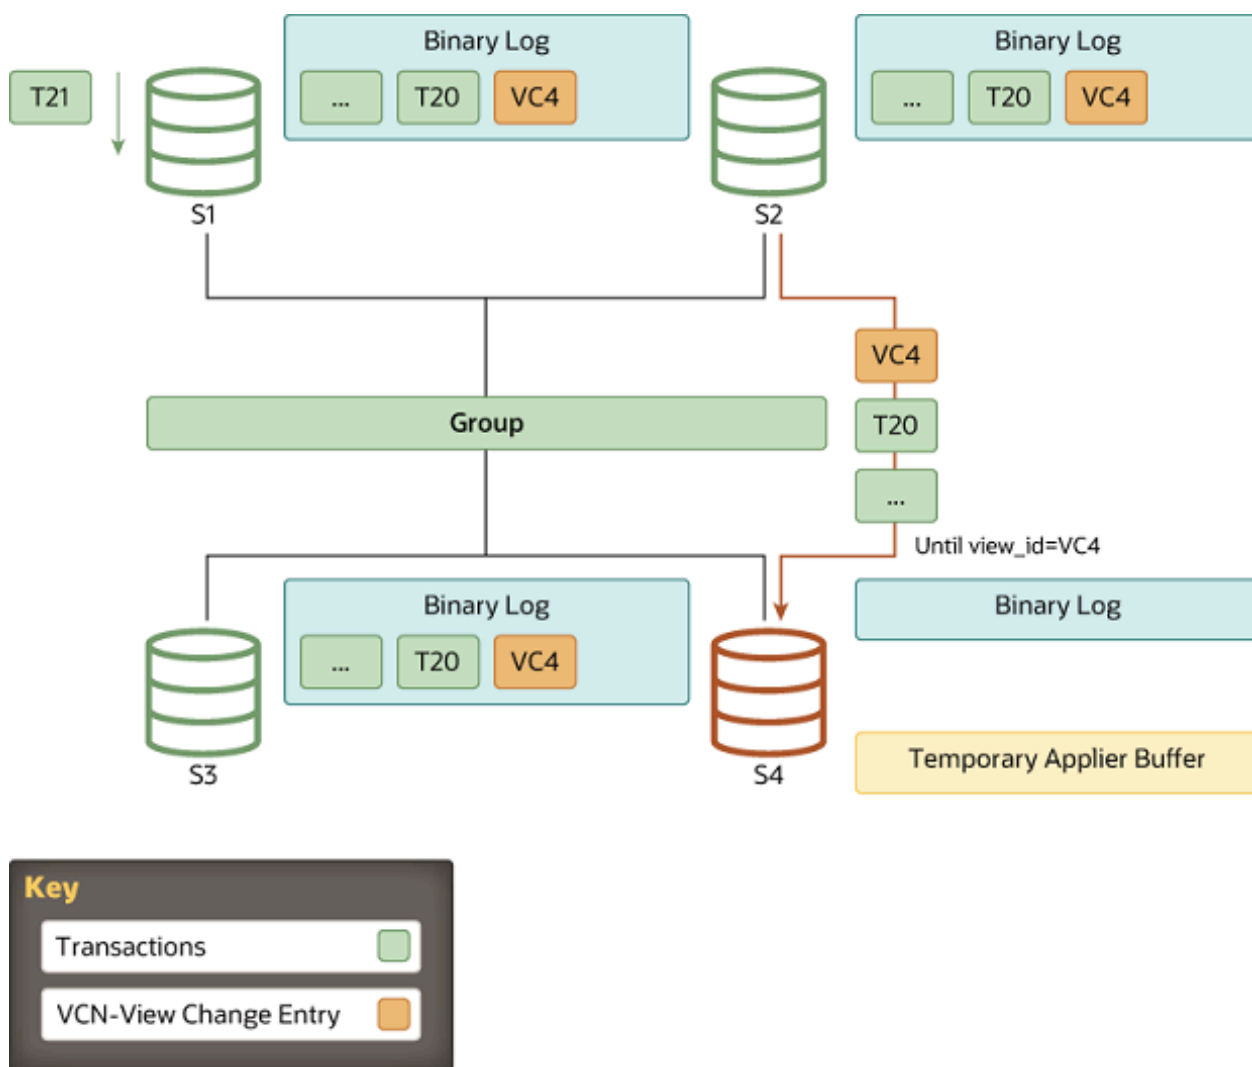 Binary Log
Binary Log
T21
... T20 VC4
... T20 VC4
S1
S2
VC4
Group
T20
...
Until view_id=VC4
Binary Log
Binary Log
... T20 VC4
Temporary Applier Buffer
S3
S4
Key
Transactions
VCN-View Change Entry